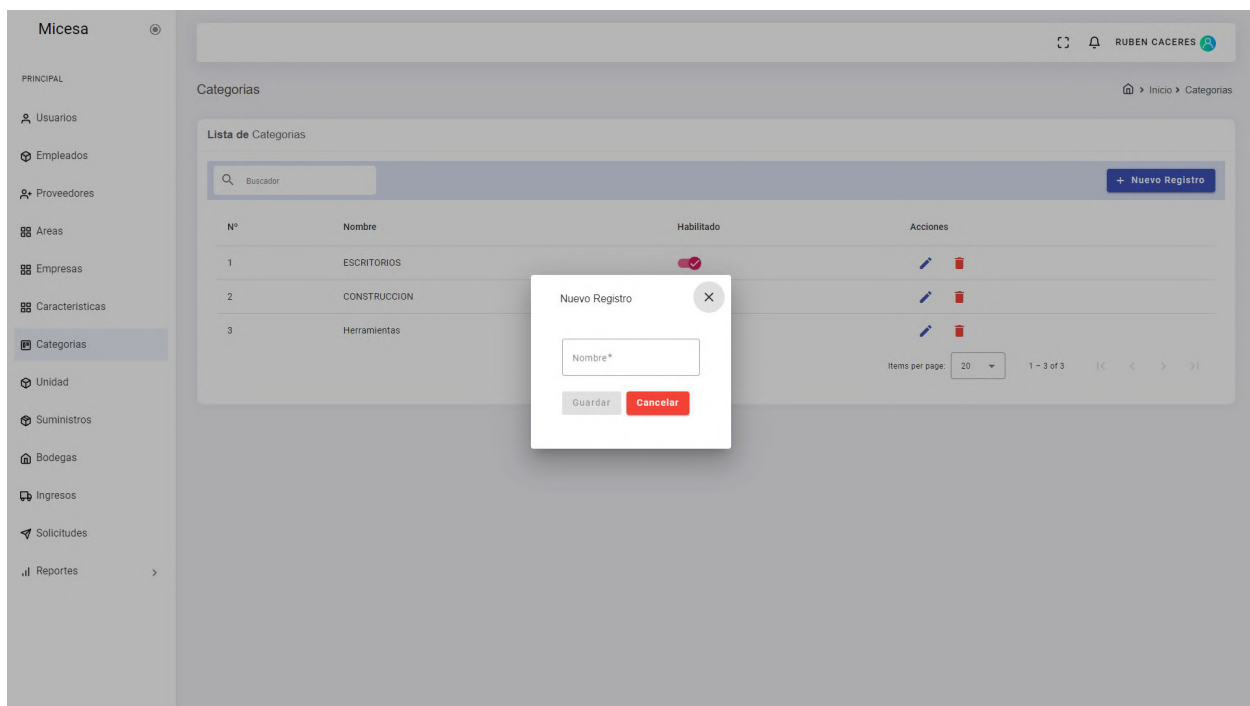 Micesa
RUBEN CACERES
PRINCIPAL
Categorias
Inicio > Categorias
Usuarios
Lista de Categorias
Empleados
Buscador
+ Nuevo Registro
Proveedores
Areas
Nº Nombre Habilitado Acciones
Empresas
1 ESCRITORIOS
2 CONSTRUCCION
Características
3 Herramientas
Categorias
Nuevo Registro
Nombre*
Guardar Cancelar
Items per page: 20 1 – 3 of 3
Unidad
Suministros
Bodegas
Ingresos
Solicitudes
Reportes